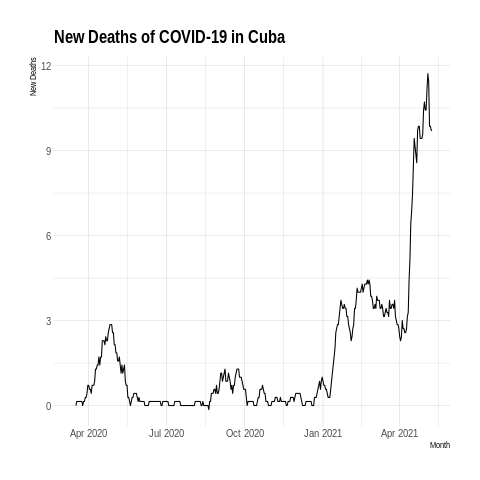 New Deaths of COVID-19 in Cuba
New Deaths
12
9
6
3
0
Apr 2020 Jul 2020 Oct 2020 Jan 2021 Apr 2021
Month